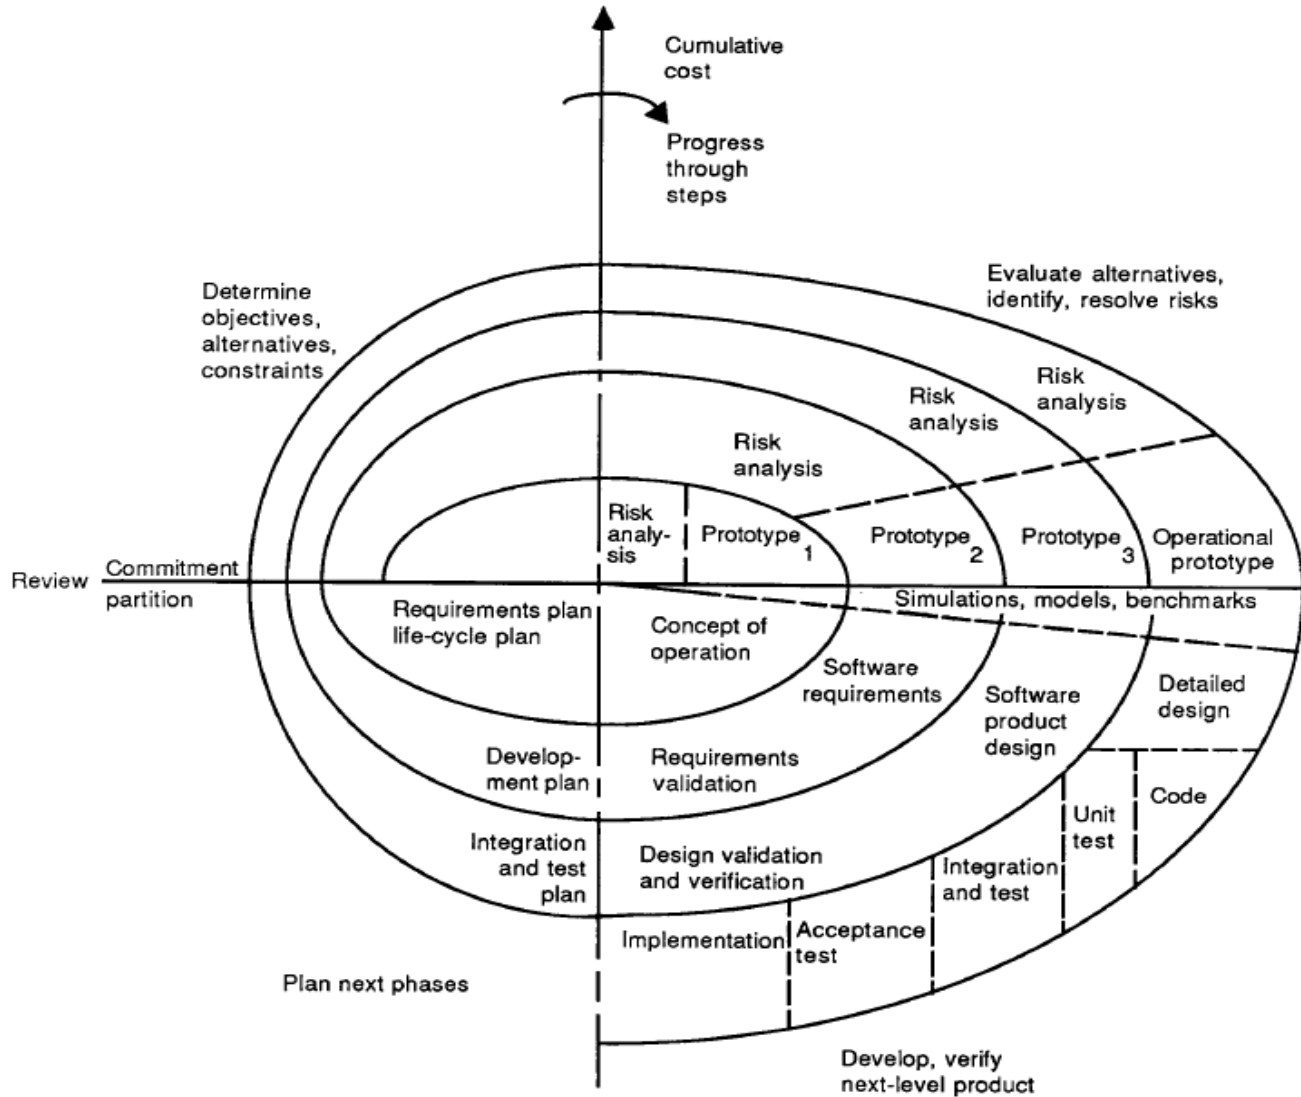 Cumulative
cost
Progress
through
steps
Determine
objectives,
alternatives,
constraints
Evaluate alternatives,
identify, resolve risks
Risk
analysis
Risk
analysis
Risk
analysis
Risk
analy-
sis
Prototype 1
Prototype 2
Prototype 3
Operational
prototype
Review
Commitment
partition
Simulations, models, benchmarks
Requirements plan
life-cycle plan
Concept of
operation
Software
requirements
Software
product
design
Detailed
design
Develop-
ment plan
Requirements
validation
Code
Unit
test
Integration
and test
plan
Design validation
and verification
Integration
and test
Acceptance
test
Implementation
Plan next phases
Develop, verify
next-level product